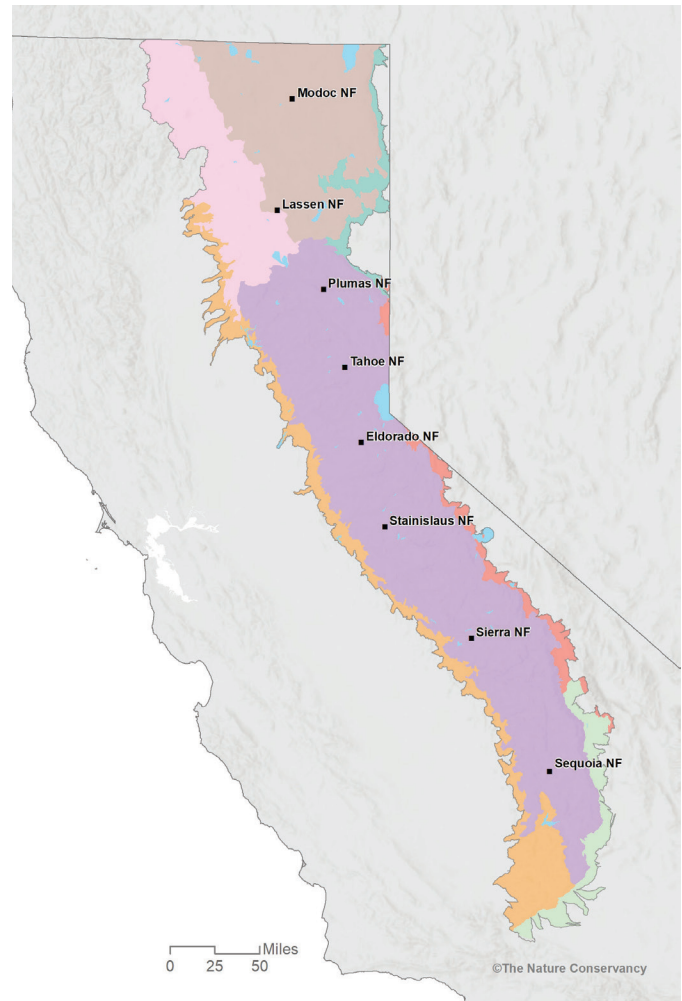 Modoc NF
Lassen NF
Plumas NF
Tahoe NF
Eldorado NF
Stainislaus NF
Sierra NF
Sequoia NF
Miles
0 25 50
©The Nature Conservancy